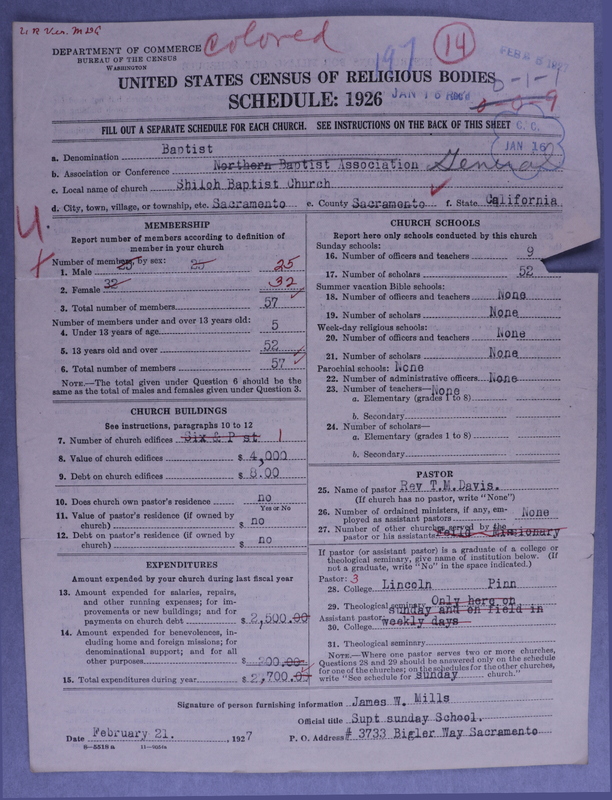 U R Ver. M 296
colored
197
14
FEB 28 1927
DEPARTMENT OF COMMERCE
BUREAU OF THE CENSUS
WASHINGTON
UNITED STATES CENSUS OF RELIGIOUS BODIES
8-1-1
SCHEDULE: 1926
JAN 18 Rec'd
0-0-9
FILL OUT A SEPARATE SCHEDULE FOR EACH CHURCH. SEE INSTRUCTIONS ON THE BACK OF THIS SHEET
C. C.
JAN 16
a. Denomination Baptist
b. Association or Conference Northern Baptist Association General
c. Local name of church Shiloh Baptist Church
d. City, town, village, or township, etc. Sacramento e. County Sacramento f. State California
MEMBERSHIP
Report number of members according to definition of
member in your church
Number of members, by sex:
1. Male 25 25 25
2. Female 32 32
3. Total number of members 57
Number of members under and over 13 years old:
4. Under 13 years of age 5
5. 13 years old and over 52
6. Total number of members 57
NOTE.—The total given under Question 6 should be the
same as the total of males and females given under Question 3.
CHURCH BUILDINGS
See instructions, paragraphs 10 to 12
7. Number of church edifices Six & P st 1
8. Value of church edifices $ 4,000
9. Debt on church edifices $ 8.00
10. Does church own pastor's residence no
Yes or No
11. Value of pastor's residence (if owned by
church) $ no
12. Debt on pastor's residence (if owned by
church) $ no
EXPENDITURES
Amount expended by your church during last fiscal year
13. Amount expended for salaries, repairs,
and other running expenses; for im-
provements or new buildings; and for
payments on church debt $ 2,500.00
14. Amount expended for benevolences, in-
cluding home and foreign missions; for
denominational support; and for all
other purposes $ 200.00
15. Total expenditures during year $ 2,700.00
CHURCH SCHOOLS
Report here only schools conducted by this church
Sunday schools:
16. Number of officers and teachers 9
17. Number of scholars 52
Summer vacation Bible schools:
18. Number of officers and teachers None
19. Number of scholars None
Week-day religious schools:
20. Number of officers and teachers None
21. Number of scholars None
Parochial schools: None
22. Number of administrative officers None
23. Number of teachers— None
a. Elementary (grades 1 to 8)
b. Secondary
24. Number of scholars—
a. Elementary (grades 1 to 8)
b. Secondary
PASTOR
25. Name of pastor Rev T.M.Davis.
(If church has no pastor, write "None")
26. Number of ordained ministers, if any, em-
ployed as assistant pastors None
27. Number of other churches served by the
pastor or his assistants Feild Missionary
If pastor (or assistant pastor) is a graduate of a college or
theological seminary, give name of institution below. (If
not a graduate, write "No" in the space indicated.)
Pastor: 3
28. College Lincoln Pinn
29. Theological seminary Only here on
sunday and on field in
Assistant pastor: weekly days
30. College
31. Theological seminary
NOTE.—Where one pastor serves two or more churches,
Questions 28 and 29 should be answered only on the schedule
for one of the churches; on the schedules for the other churches,
write "See schedule for sunday church."
Signature of person furnishing information James W. Mills
Official title Supt sunday School.
Date February 21. , 1927 P. O. Address # 3733 Bigler Way Sacramento
8-5519 a